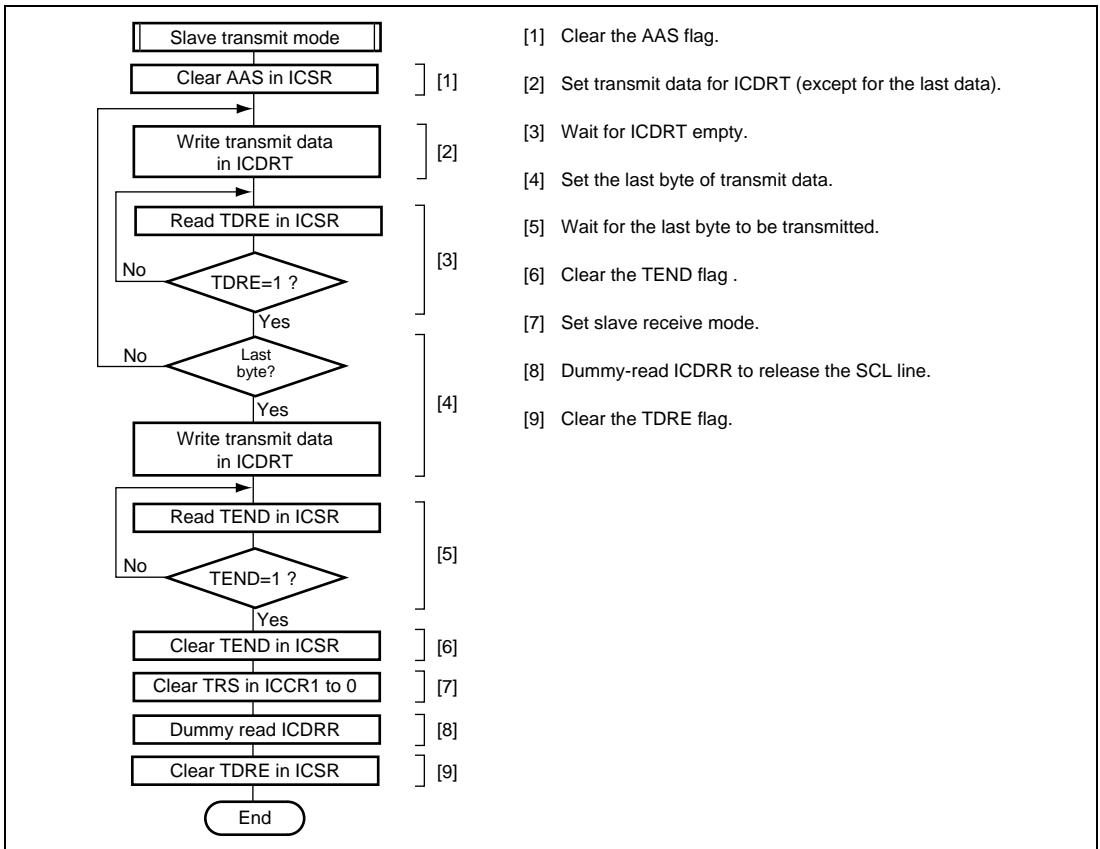 Slave transmit mode
Clear AAS in ICSR
[1]
Write transmit data
in ICDRT
[2]
Read TDRE in ICSR
No
TDRE=1 ?
[3]
Yes
No
Last
byte?
Yes
[4]
Write transmit data
in ICDRT
Read TEND in ICSR
No
TEND=1 ?
[5]
Yes
Clear TEND in ICSR
[6]
Clear TRS in ICCR1 to 0
[7]
Dummy read ICDRR
[8]
Clear TDRE in ICSR
[9]
End
[1] Clear the AAS flag.
[2] Set transmit data for ICDRT (except for the last data).
[3] Wait for ICDRT empty.
[4] Set the last byte of transmit data.
[5] Wait for the last byte to be transmitted.
[6] Clear the TEND flag .
[7] Set slave receive mode.
[8] Dummy-read ICDRR to release the SCL line.
[9] Clear the TDRE flag.